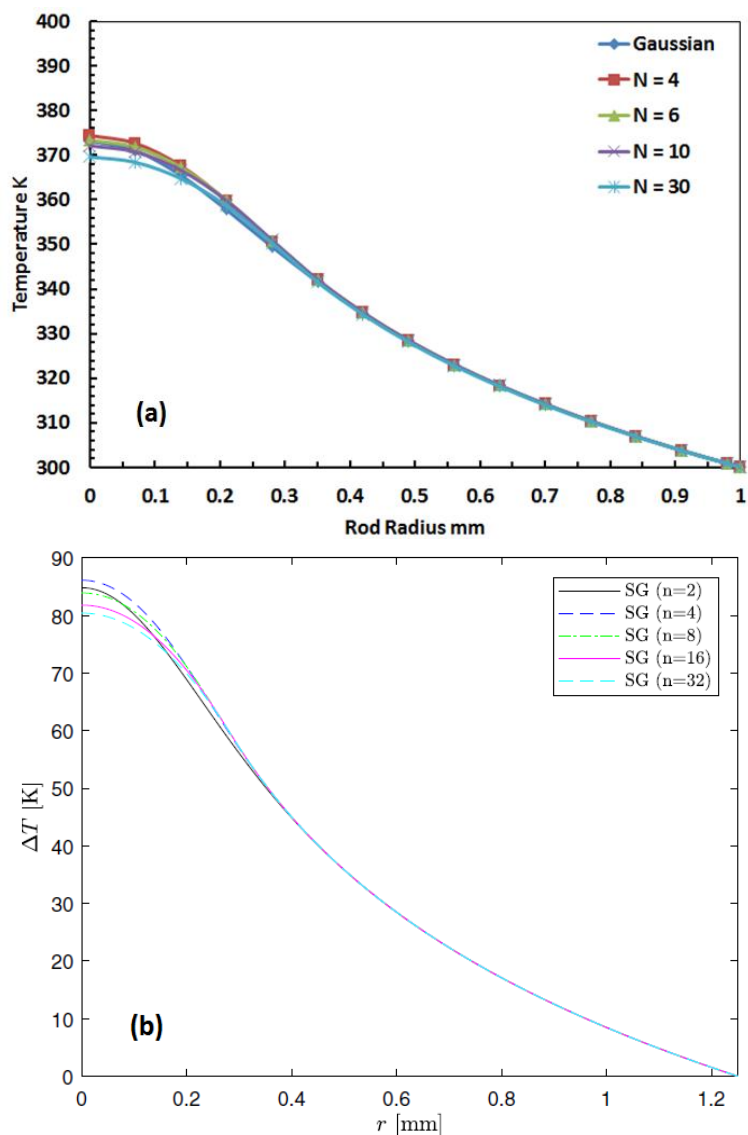 400
390
380
370
360
350
340
330
320
310
300
Temperature K
Gaussian
N = 4
N = 6
N = 10
N = 30
(a)
0 0.1 0.2 0.3 0.4 0.5 0.6 0.7 0.8 0.9 1
Rod Radius mm
90
80
70
60
50
40
30
20
10
0
ΔT [K]
SG (n=2)
SG (n=4)
SG (n=8)
SG (n=16)
SG (n=32)
(b)
0 0.2 0.4 0.6 0.8 1 1.2
r [mm]